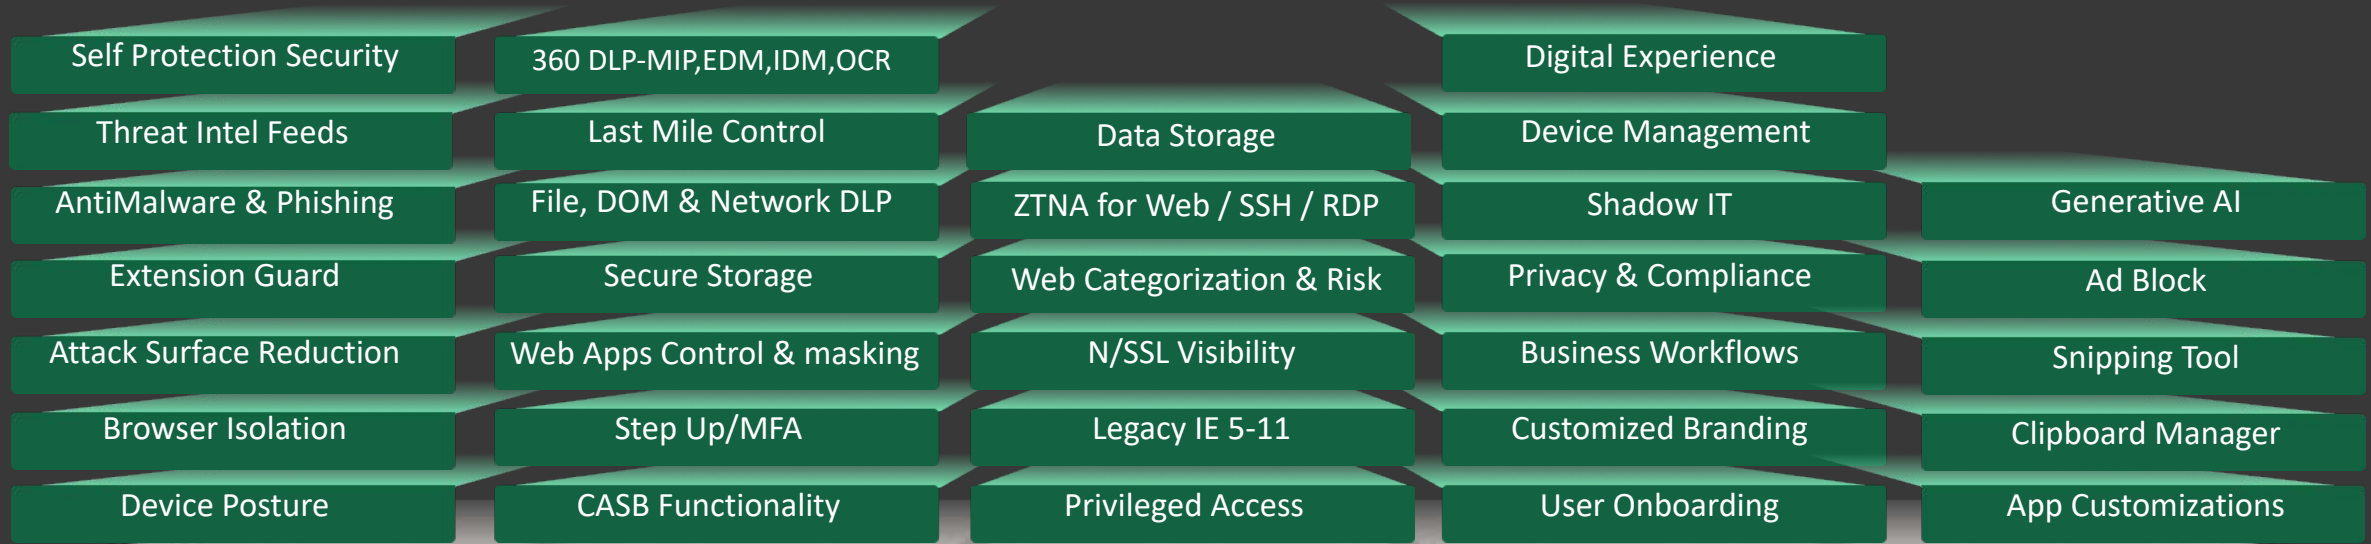 Self Protection Security
360 DLP-MIP,EDM,IDM,OCR
Digital Experience
Threat Intel Feeds
Last Mile Control
Data Storage
Device Management
AntiMalware & Phishing
File, DOM & Network DLP
ZTNA for Web / SSH / RDP
Shadow IT
Generative AI
Extension Guard
Secure Storage
Web Categorization & Risk
Privacy & Compliance
Ad Block
Attack Surface Reduction
Web Apps Control & masking
N/SSL Visibility
Business Workflows
Snipping Tool
Browser Isolation
Step Up/MFA
Legacy IE 5-11
Customized Branding
Clipboard Manager
Device Posture
CASB Functionality
Privileged Access
User Onboarding
App Customizations